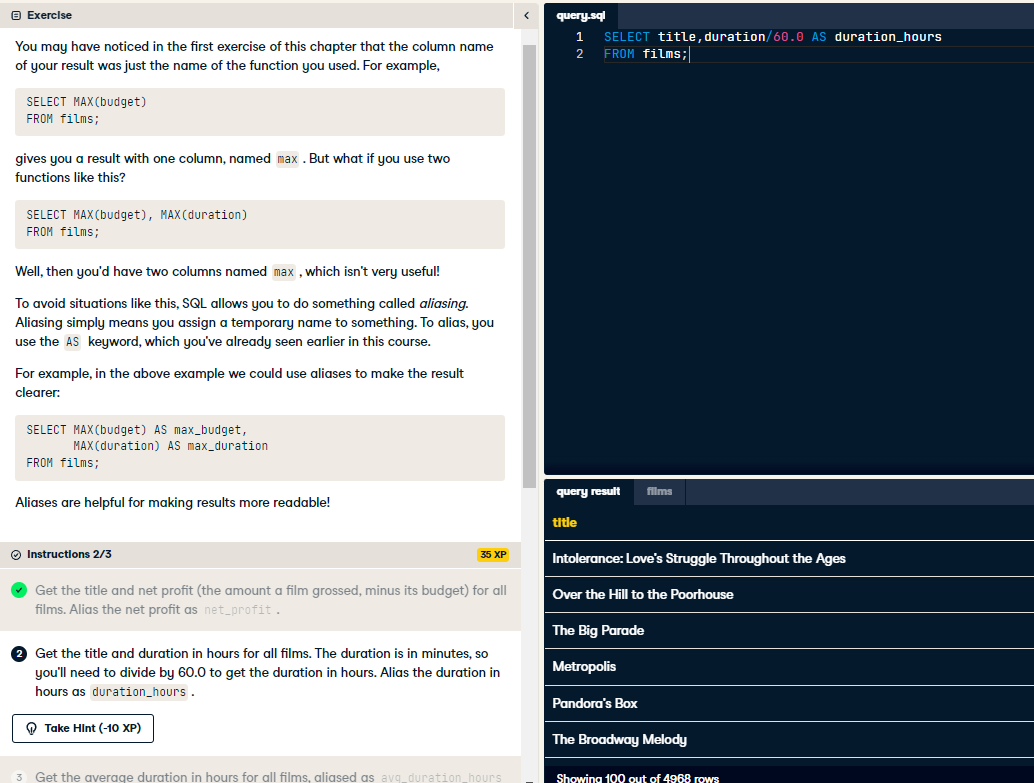 Exercise
You may have noticed in the first exercise of this chapter that the column name
of your result was just the name of the function you used. For example,
SELECT MAX(budget)
FROM films;
gives you a result with one column, named max . But what if you use two
functions like this?
SELECT MAX(budget), MAX(duration)
FROM films;
Well, then you'd have two columns named max , which isn't very useful!
To avoid situations like this, SQL allows you to do something called aliasing.
Aliasing simply means you assign a temporary name to something. To alias, you
use the AS keyword, which you've already seen earlier in this course.
For example, in the above example we could use aliases to make the result
clearer:
SELECT MAX(budget) AS max_budget,
MAX(duration) AS max_duration
FROM films;
Aliases are helpful for making results more readable!
Instructions 2/3
35 XP
Get the title and net profit (the amount a film grossed, minus its budget) for all
films. Alias the net profit as net_profit .
2 Get the title and duration in hours for all films. The duration is in minutes, so
you'll need to divide by 60.0 to get the duration in hours. Alias the duration in
hours as duration_hours .
Take Hint (-10 XP)
3 Get the average duration in hours for all films, aliased as avg_duration_hours
query.sql
1 SELECT title,duration/60.0 AS duration_hours
2 FROM films;
query result films
title
Intolerance: Love's Struggle Throughout the Ages
Over the Hill to the Poorhouse
The Big Parade
Metropolis
Pandora's Box
The Broadway Melody
Showing 100 out of 4968 rows